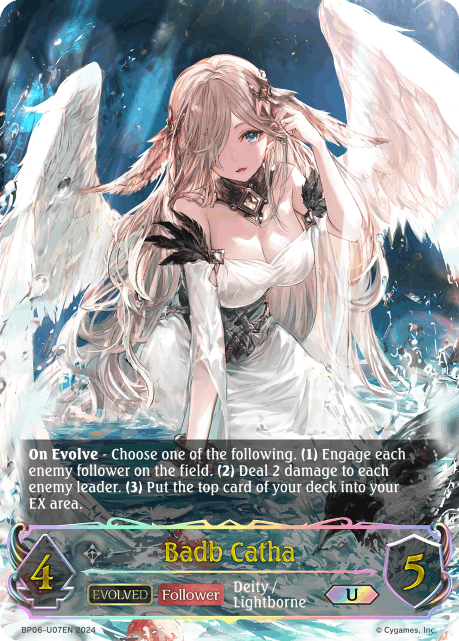 On Evolve - Choose one of the following. (1) Engage each
enemy follower on the field. (2) Deal 2 damage to each
enemy leader. (3) Put the top card of your deck into your
EX area.
Badb Catha
4
5
EVOLVED
Follower
Deity /
Lightborne
U
BP06-U07EN 2024
© Cygames, Inc.